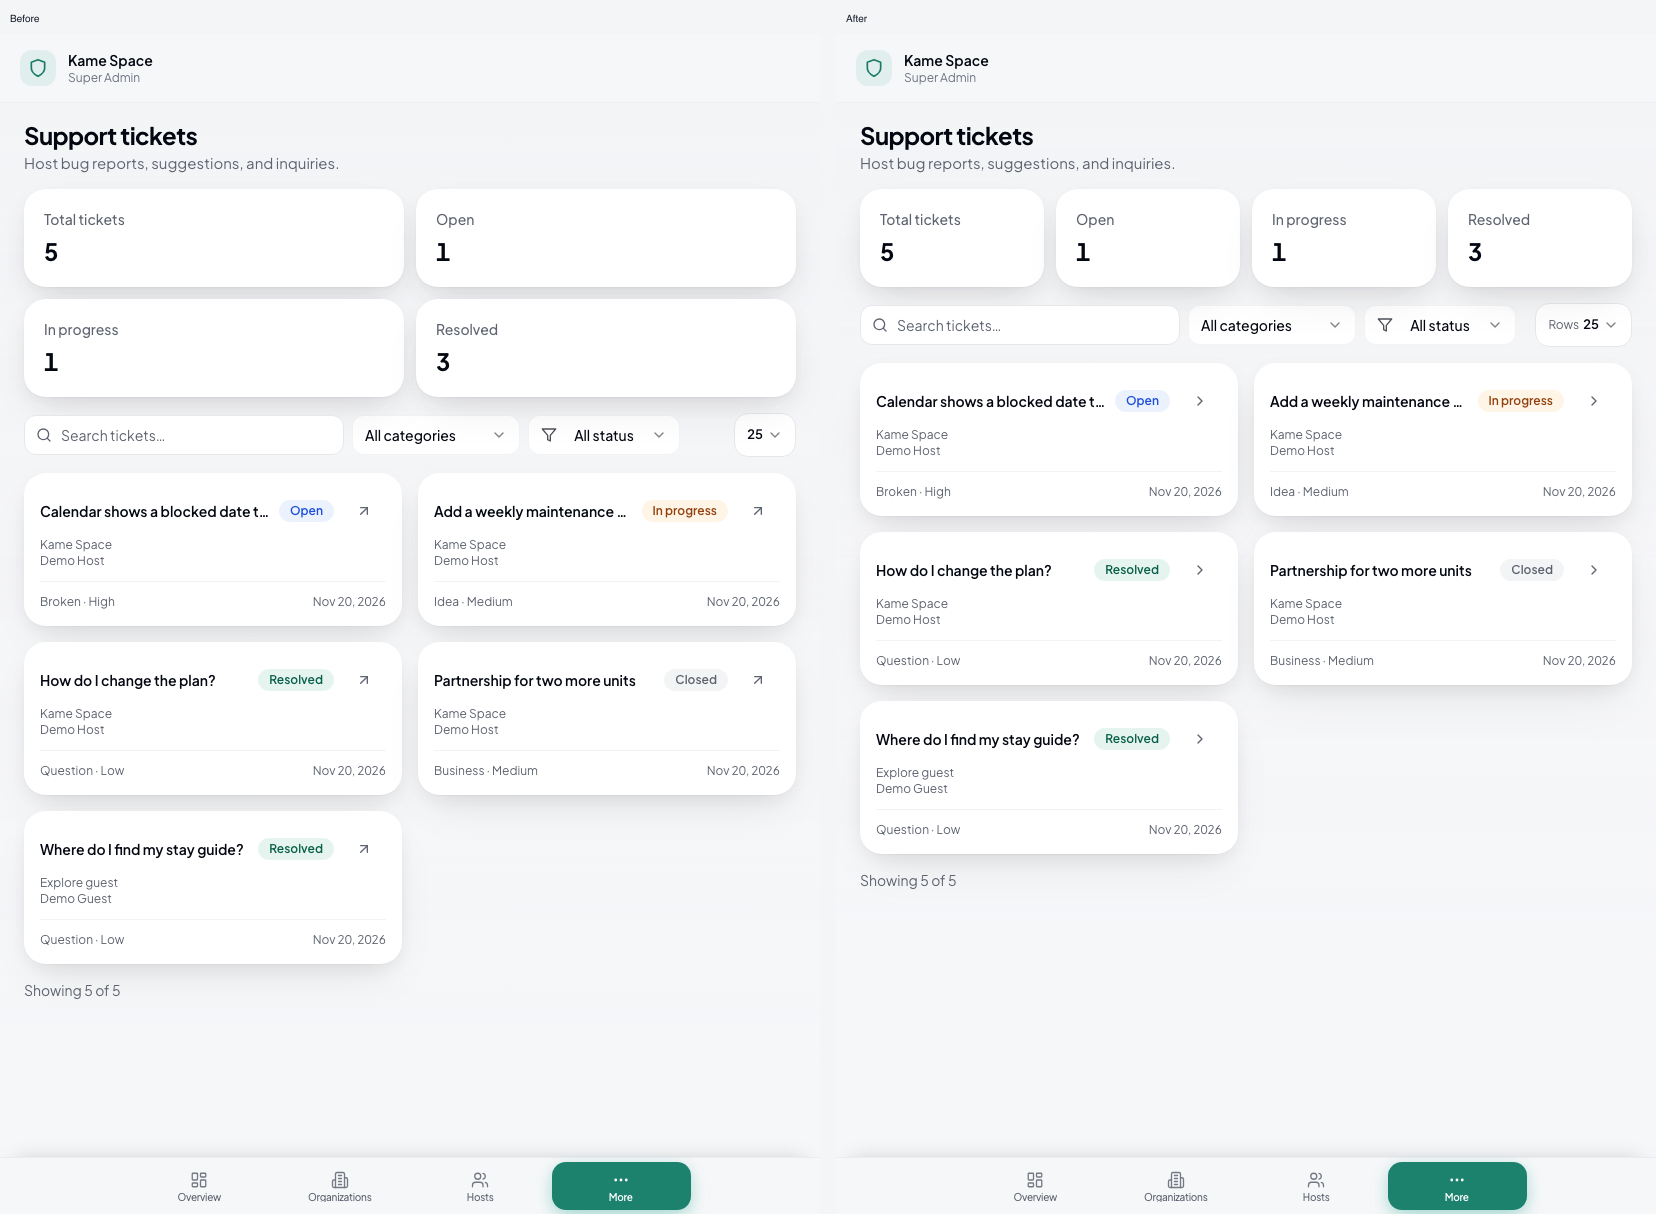 Before
Kame Space
Super Admin
Support tickets
Host bug reports, suggestions, and inquiries.
Total tickets
5
Open
1
In progress
1
Resolved
3
Search tickets...
All categories
All status
25
Calendar shows a blocked date t...
Open
Kame Space
Demo Host
Broken · High
Nov 20, 2026
Add a weekly maintenance ...
In progress
Kame Space
Demo Host
Idea · Medium
Nov 20, 2026
How do I change the plan?
Resolved
Kame Space
Demo Host
Question · Low
Nov 20, 2026
Partnership for two more units
Closed
Kame Space
Demo Host
Business · Medium
Nov 20, 2026
Where do I find my stay guide?
Resolved
Explore guest
Demo Guest
Question · Low
Nov 20, 2026
Showing 5 of 5
Overview
Organizations
Hosts
More
After
Kame Space
Super Admin
Support tickets
Host bug reports, suggestions, and inquiries.
Total tickets
5
Open
1
In progress
1
Resolved
3
Search tickets...
All categories
All status
Rows 25
Calendar shows a blocked date t...
Open
Kame Space
Demo Host
Broken · High
Nov 20, 2026
Add a weekly maintenance ...
In progress
Kame Space
Demo Host
Idea · Medium
Nov 20, 2026
How do I change the plan?
Resolved
Kame Space
Demo Host
Question · Low
Nov 20, 2026
Partnership for two more units
Closed
Kame Space
Demo Host
Business · Medium
Nov 20, 2026
Where do I find my stay guide?
Resolved
Explore guest
Demo Guest
Question · Low
Nov 20, 2026
Showing 5 of 5
Overview
Organizations
Hosts
More